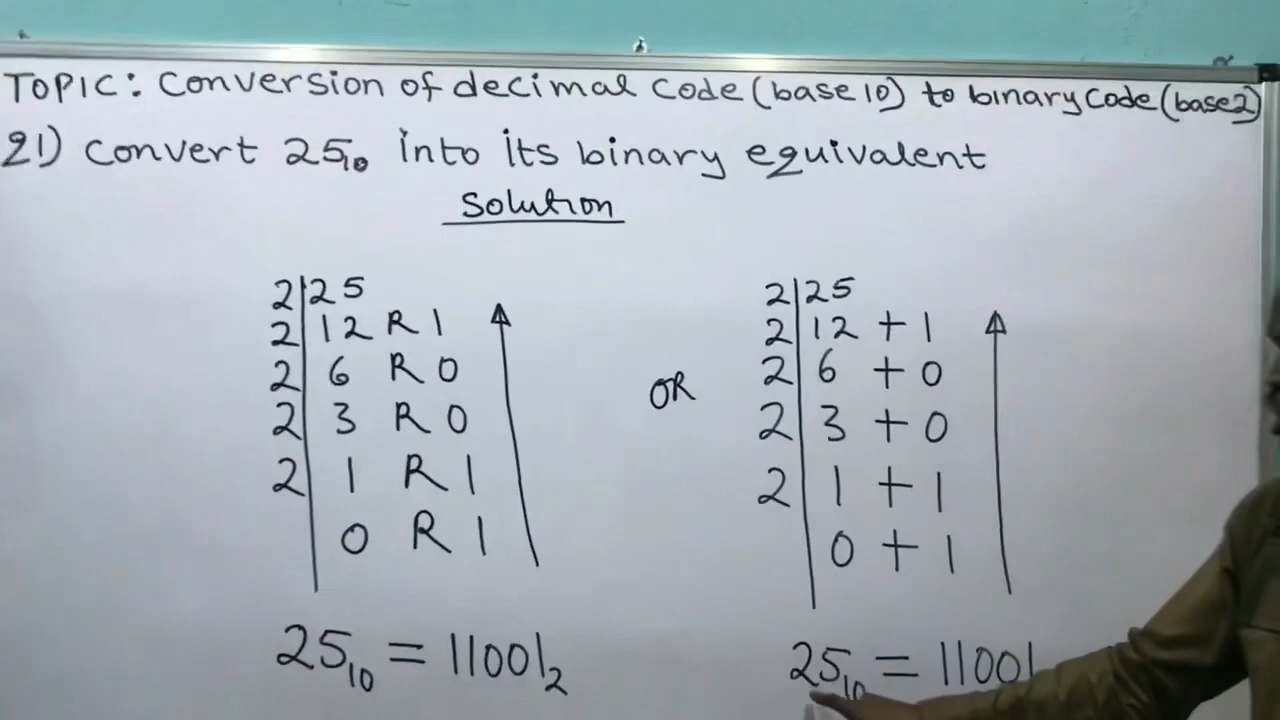 TOPIC: Conversion of decimal code (base 10) to binary code (base 2)
21) convert 25₁₀ into its binary equivalent
Solution
2|25
2|12 R 1
2|6 R 0
2|3 R 0
2|1 R 1
|0 R 1
25₁₀ = 11001₂
OR
2|25
2|12 + 1
2|6 + 0
2|3 + 0
2|1 + 1
|0 + 1
25₁₀ = 11001